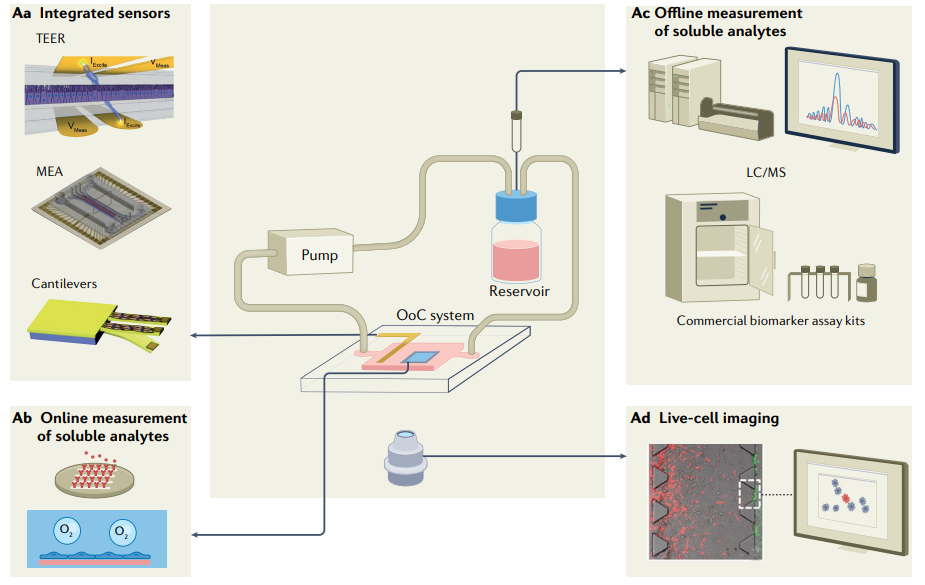 Aa Integrated sensors
TEER
I Excite
V Meas
V Meas
I Excite
MEA
Cantilevers
Ab Online measurement
of soluble analytes
O2
O2
Pump
Reservoir
OoC system
Ac Offline measurement
of soluble analytes
LC/MS
Commercial biomarker assay kits
Ad Live-cell imaging